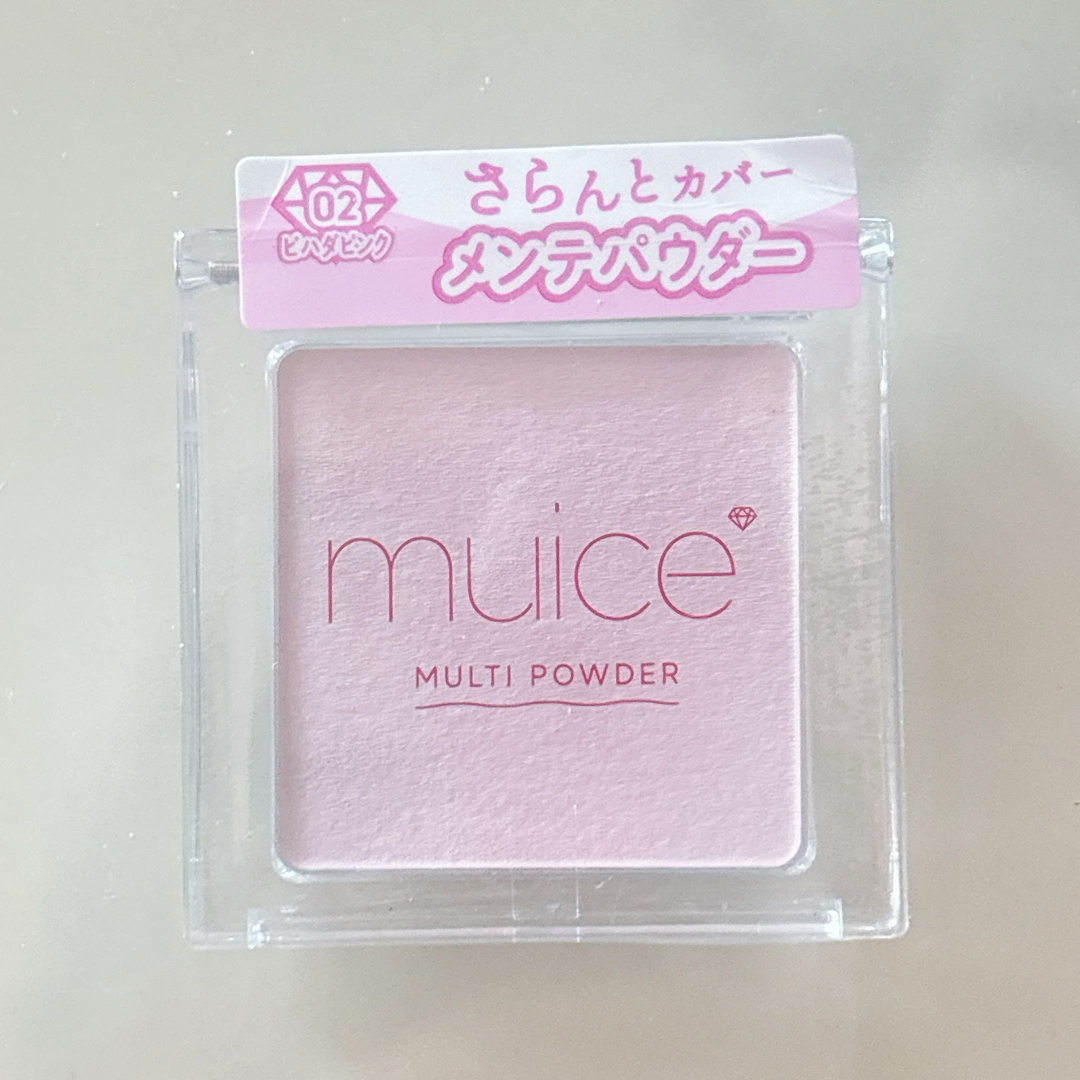 02
ビハダピンク
さらんとカバー
メンテパウダー
muice
MULTI POWDER